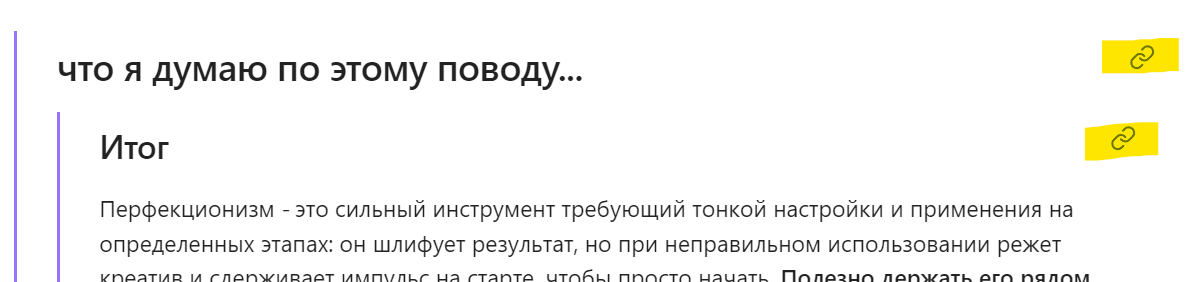 что я думаю по этому поводу...
Итог
Перфекционизм - это сильный инструмент требующий тонкой настройки и применения на
определенных этапах: он шлифует результат, но при неправильном использовании режет
креатив и сдерживает импульс на старте, чтобы просто начать. Полезно держать его рядом